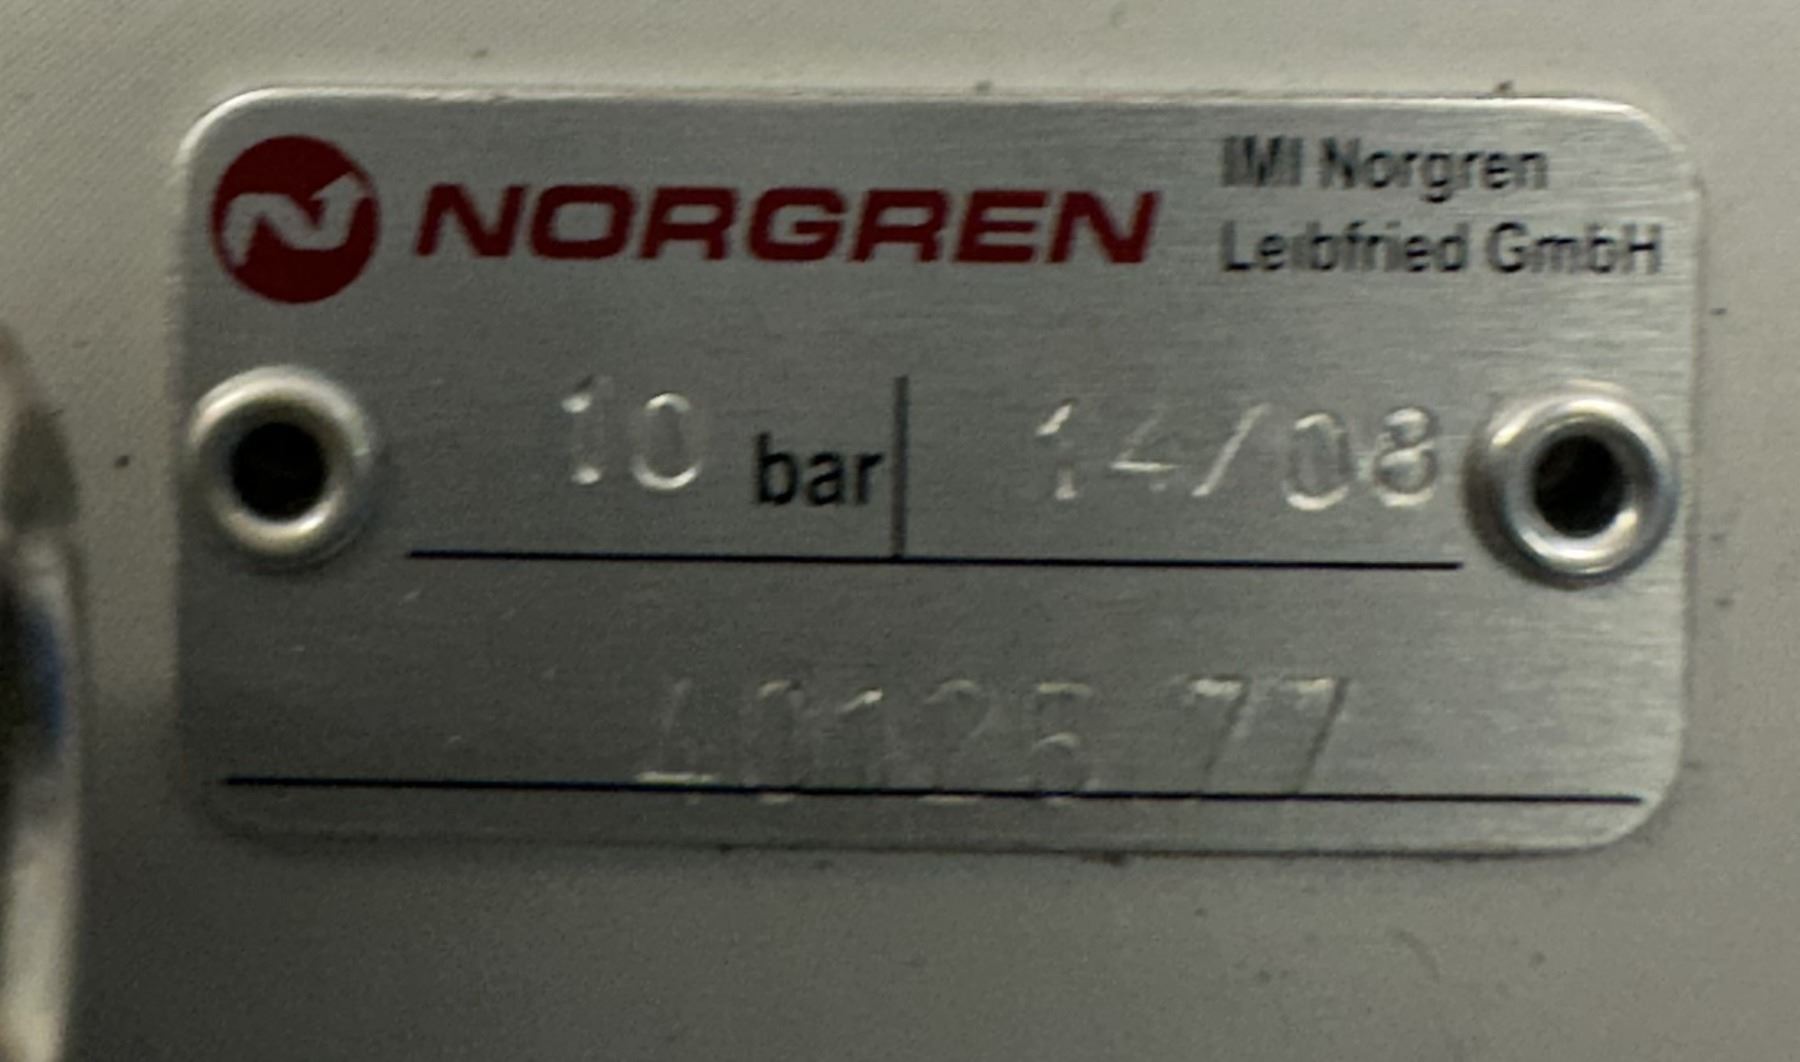 NORGREN
IMI Norgren
Leibfried GmbH
10 bar
14/08